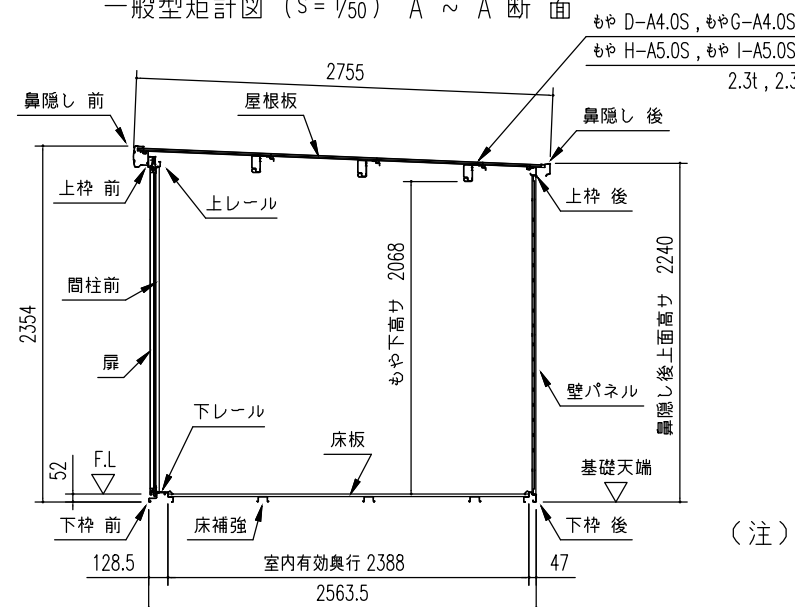 一般型矩計図 (S=1/50) A ~ A 断 面
もや D-A4.0S , もやG-A4.0S
もや H-A5.0S , もや I-A5.0S
2.3t , 2.3
2755
鼻隠し 前
屋根板
鼻隠し 後
上枠 前
上レール
上枠 後
間柱前
もや下高サ 2068
鼻隠し後上面高サ 2240
2354
扉
壁パネル
下レール
床板
52
F.L
基礎天端
下枠 前
床補強
下枠 後
(注)
128.5
室内有効奥行 2388
47
2563.5